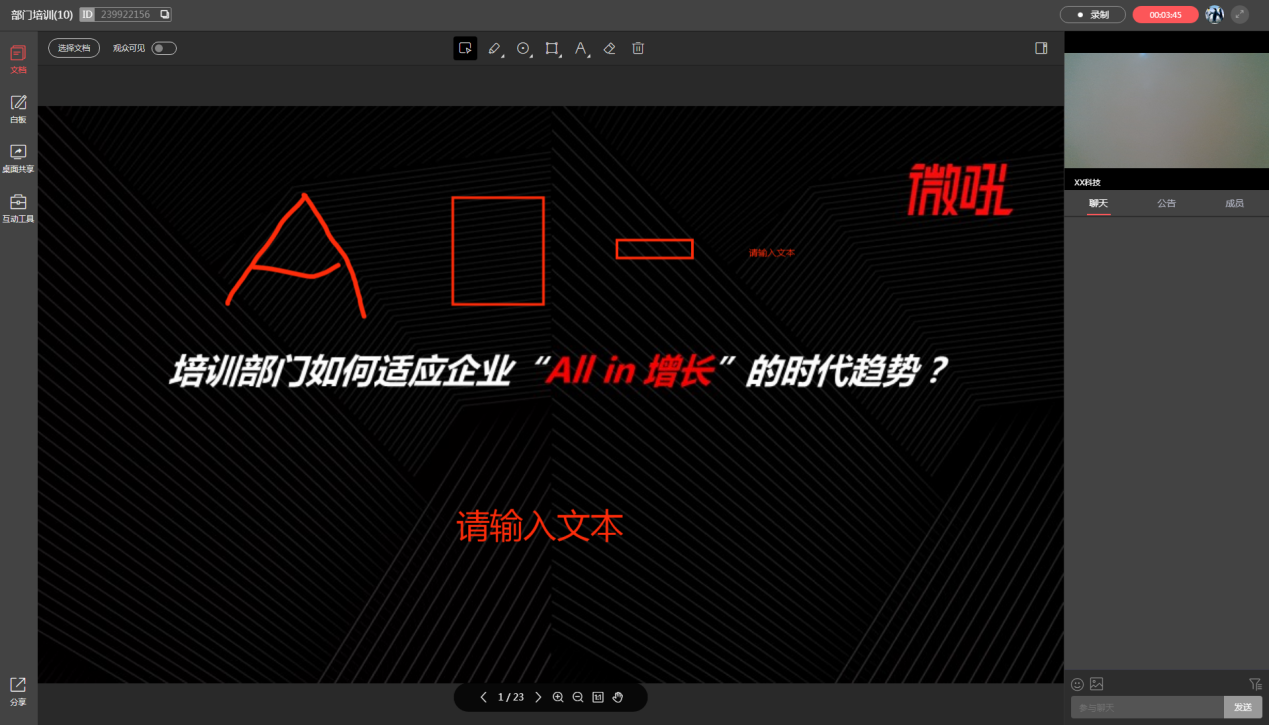 部门培训(10) ID 239922156
录制
00:03:45
选择文档
观众可见
文档
白板
桌面共享
互动工具
分享
A
微吼
请输入文本
培训部门如何适应企业“All in 增长”的时代趋势？
请输入文本
1 / 23
1:1
XX科技
聊天 公告 成员
参与聊天
发送